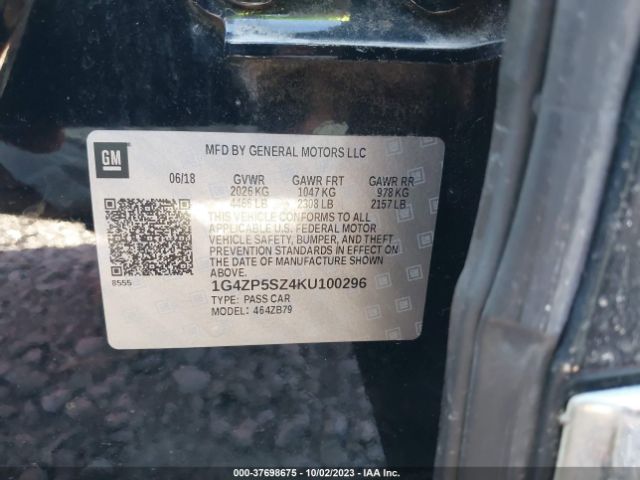 GM
MFD BY GENERAL MOTORS LLC
06/18 GVWR GAWR FRT GAWR RR
2026 KG 1047 KG 978 KG
4466 LB 2308 LB 2157 LB
THIS VEHICLE CONFORMS TO ALL
APPLICABLE U.S. FEDERAL MOTOR
VEHICLE SAFETY, BUMPER, AND THEFT
PREVENTION STANDARDS IN EFFECT ON
THE DATE OF MANUFACTURE SHOWN
ABOVE.
8555
1G4ZP5SZ4KU100296
TYPE: PASS CAR
MODEL: 464ZB79
000-37698675 | 10/02/2023 | IAA Inc.